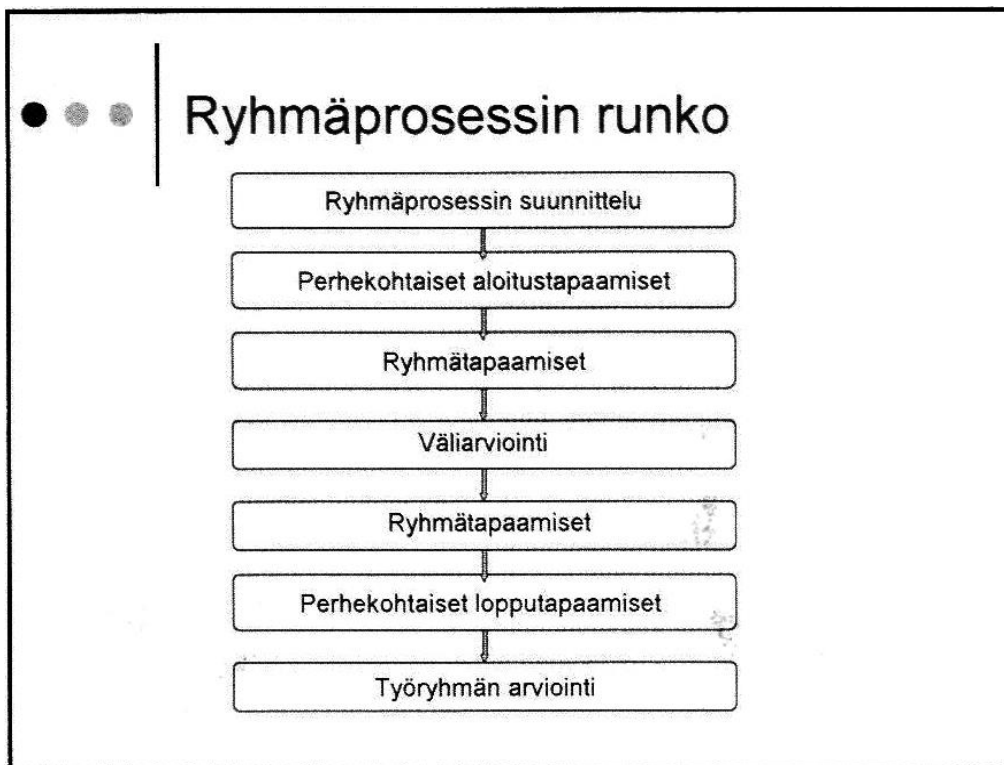 Ryhmäprosessin runko
Ryhmäprosessin suunnittelu
Perhekohtaiset aloitustapaamiset
Ryhmätapaamiset
Väliarviointi
Ryhmätapaamiset
Perhekohtaiset lopputapaamiset
Työryhmän arviointi